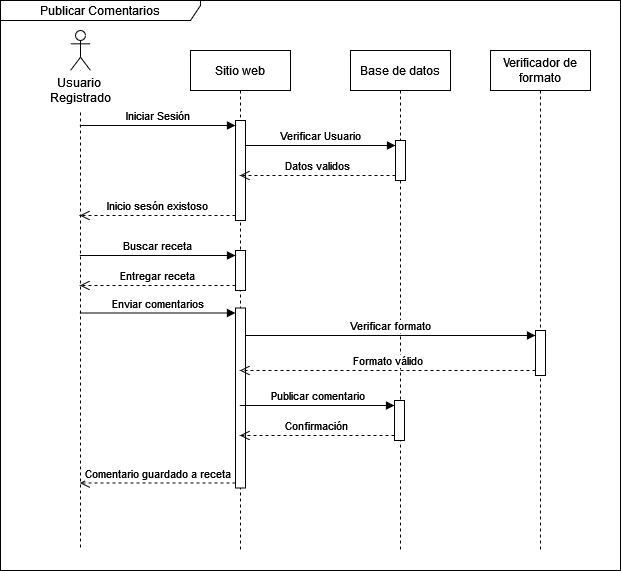 Publicar Comentarios
Usuario
Registrado
Sitio web
Base de datos
Verificador de
formato
Iniciar Sesión
Verificar Usuario
Datos validos
Inicio sesón existoso
Buscar receta
Entregar receta
Enviar comentarios
Verificar formato
Formato válido
Publicar comentario
Confirmación
Comentario guardado a receta